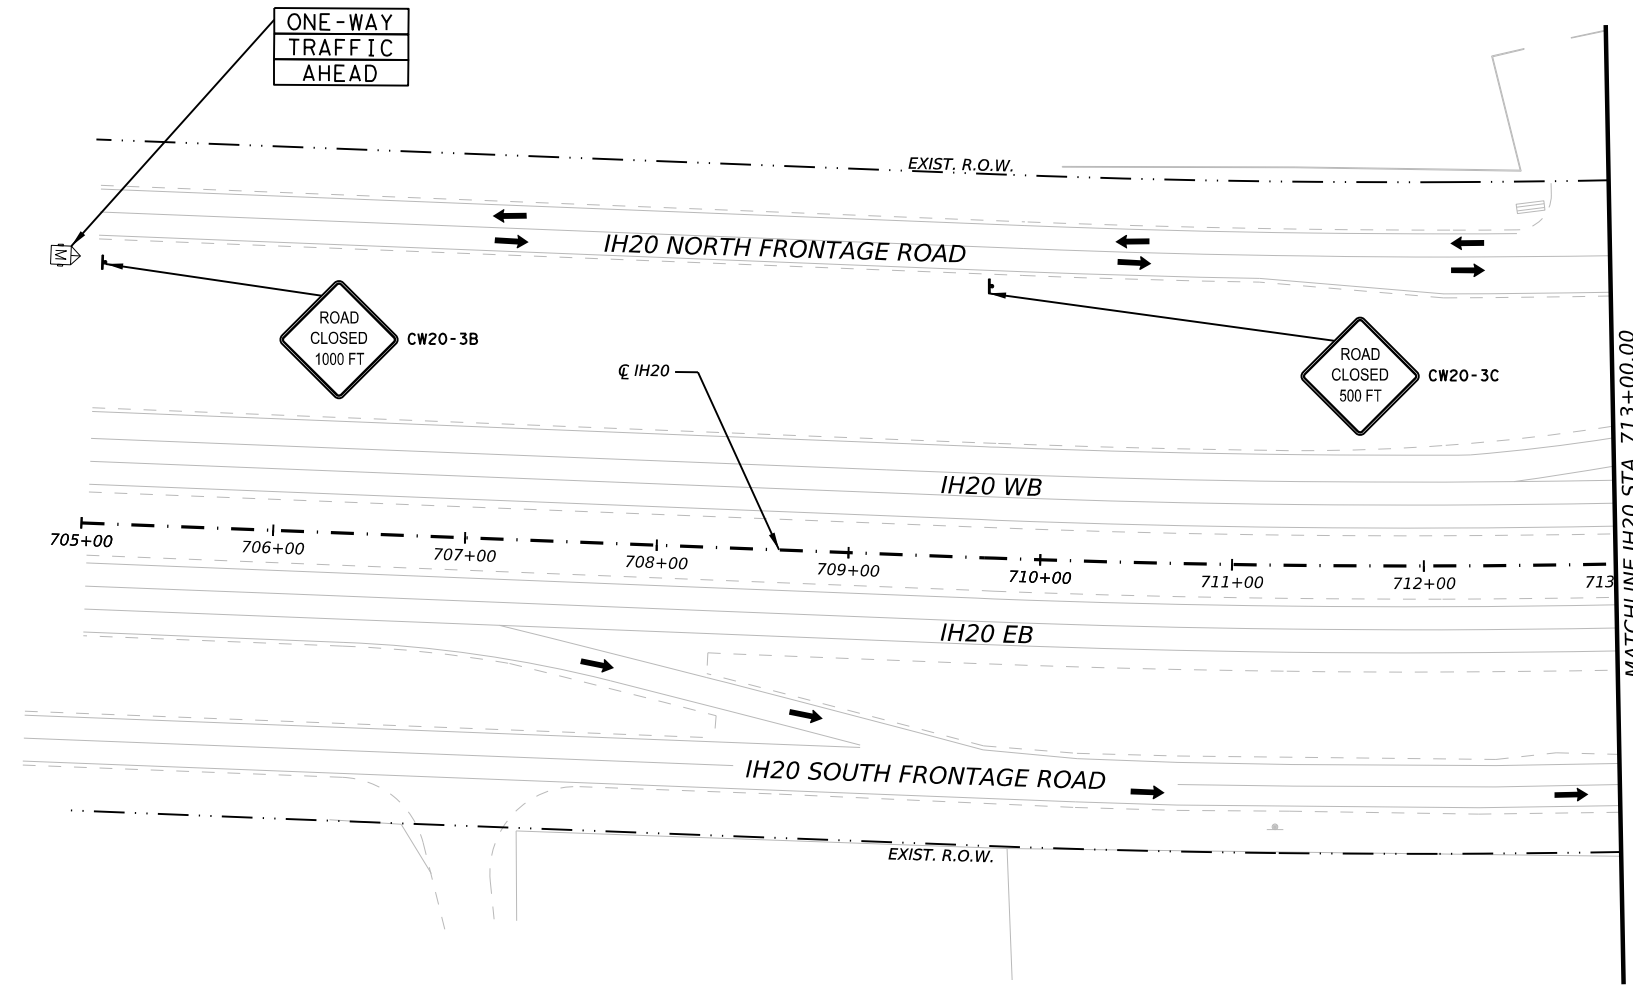 ONE-WAY
TRAFFIC
AHEAD
EXIST. R.O.W.
IH20 NORTH FRONTAGE ROAD
M
ROAD
CLOSED
1000 FT
CW20-3B
ROAD
CLOSED
500 FT
CW20-3C
℄ IH20
MATCHLINE IH20 STA. 713+00.00
IH20 WB
705+00
706+00
707+00
708+00
709+00
710+00
711+00
712+00
713
IH20 EB
IH20 SOUTH FRONTAGE ROAD
EXIST. R.O.W.